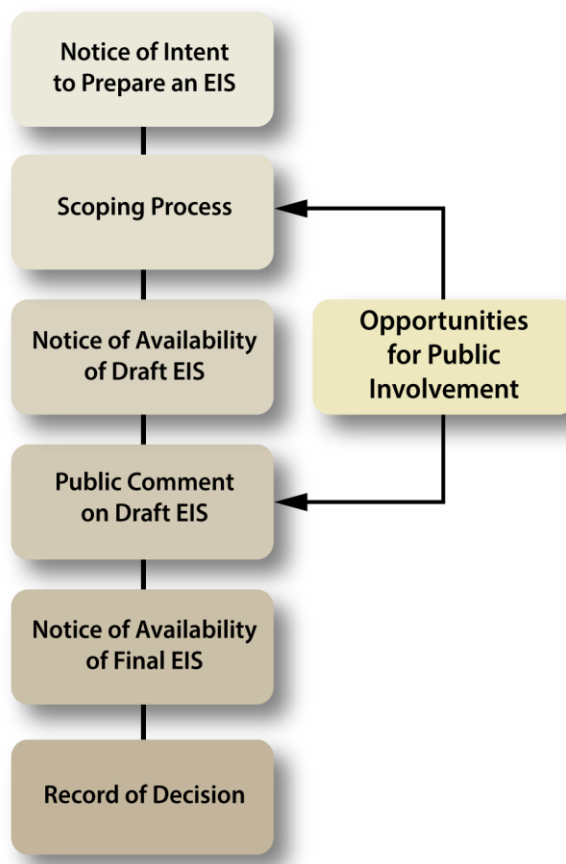 Notice of Intent
to Prepare an EIS
Scoping Process
Notice of Availability
of Draft EIS
Opportunities
for Public
Involvement
Public Comment
on Draft EIS
Notice of Availability
of Final EIS
Record of Decision